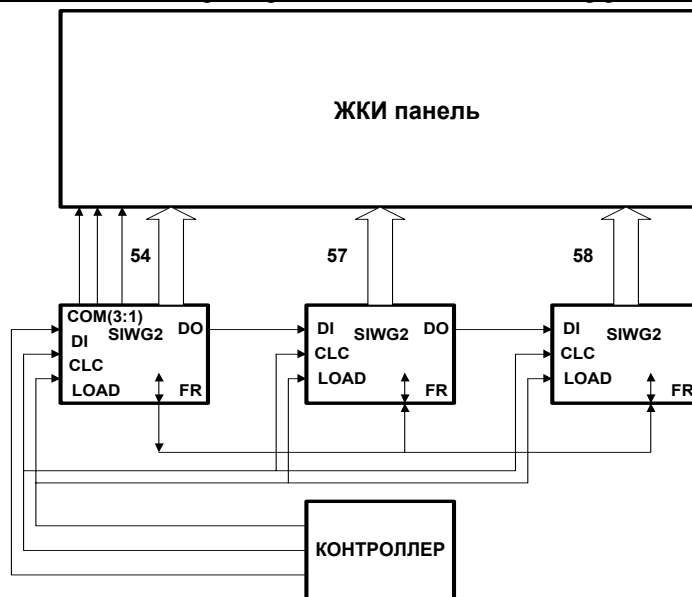 ЖКИ панель
54
57
58
COM(3:1)
SIWG2
DO
DI
CLC
LOAD
FR
DI
SIWG2
DO
CLC
LOAD
FR
DI
SIWG2
CLC
LOAD
FR
КОНТРОЛЛЕР